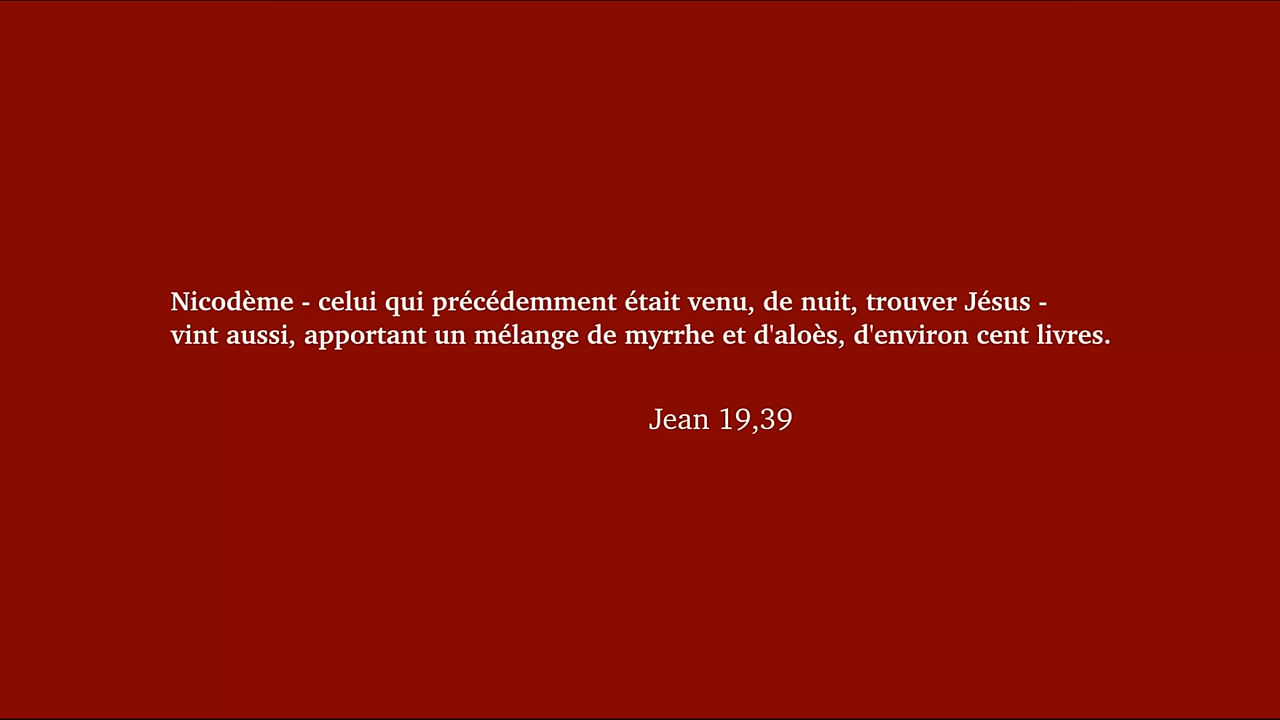 Nicodème - celui qui précédemment était venu, de nuit, trouver Jésus -
vint aussi, apportant un mélange de myrrhe et d'aloès, d'environ cent livres.
Jean 19,39